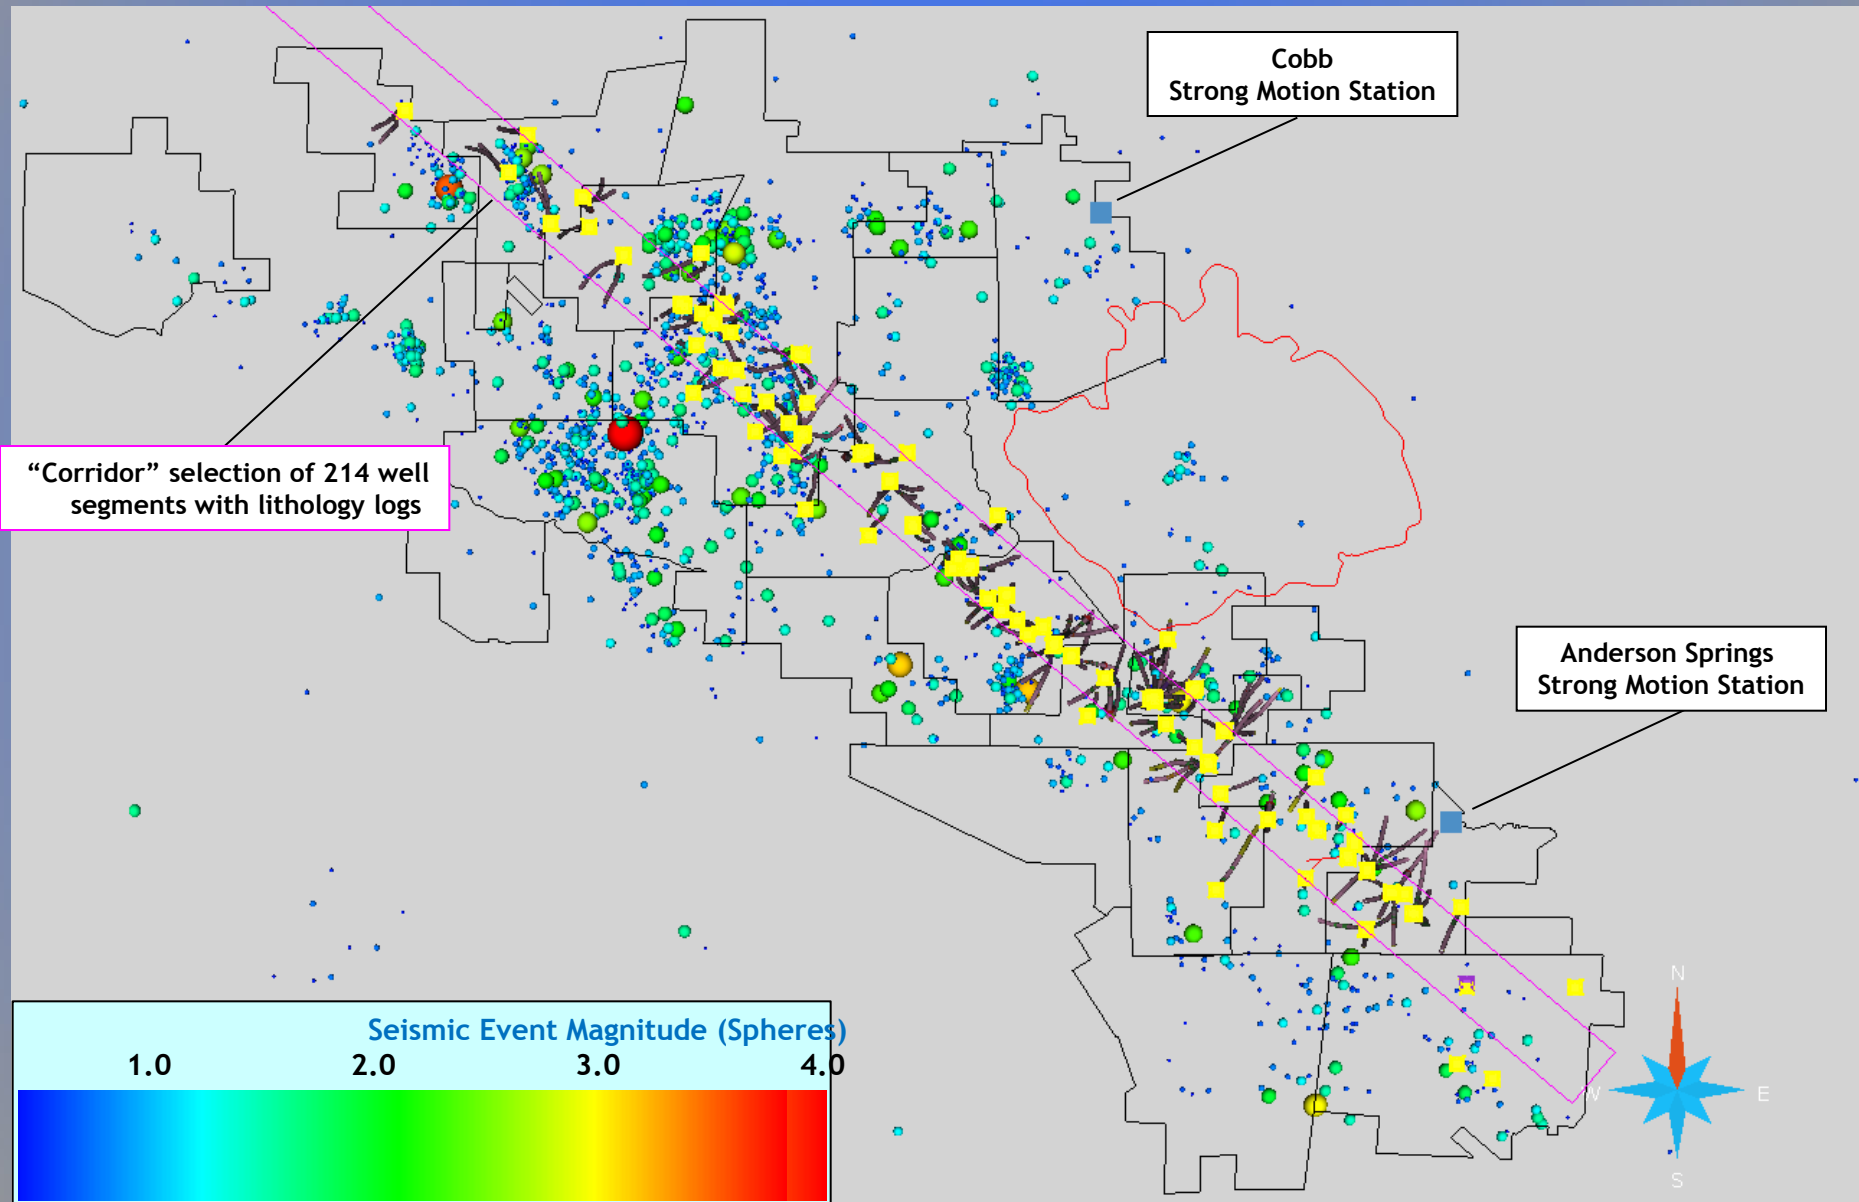 Cobb
Strong Motion Station
“Corridor” selection of 214 well
segments with lithology logs
Anderson Springs
Strong Motion Station
N
W
E
S
Seismic Event Magnitude (Spheres)
1.0 2.0 3.0 4.0